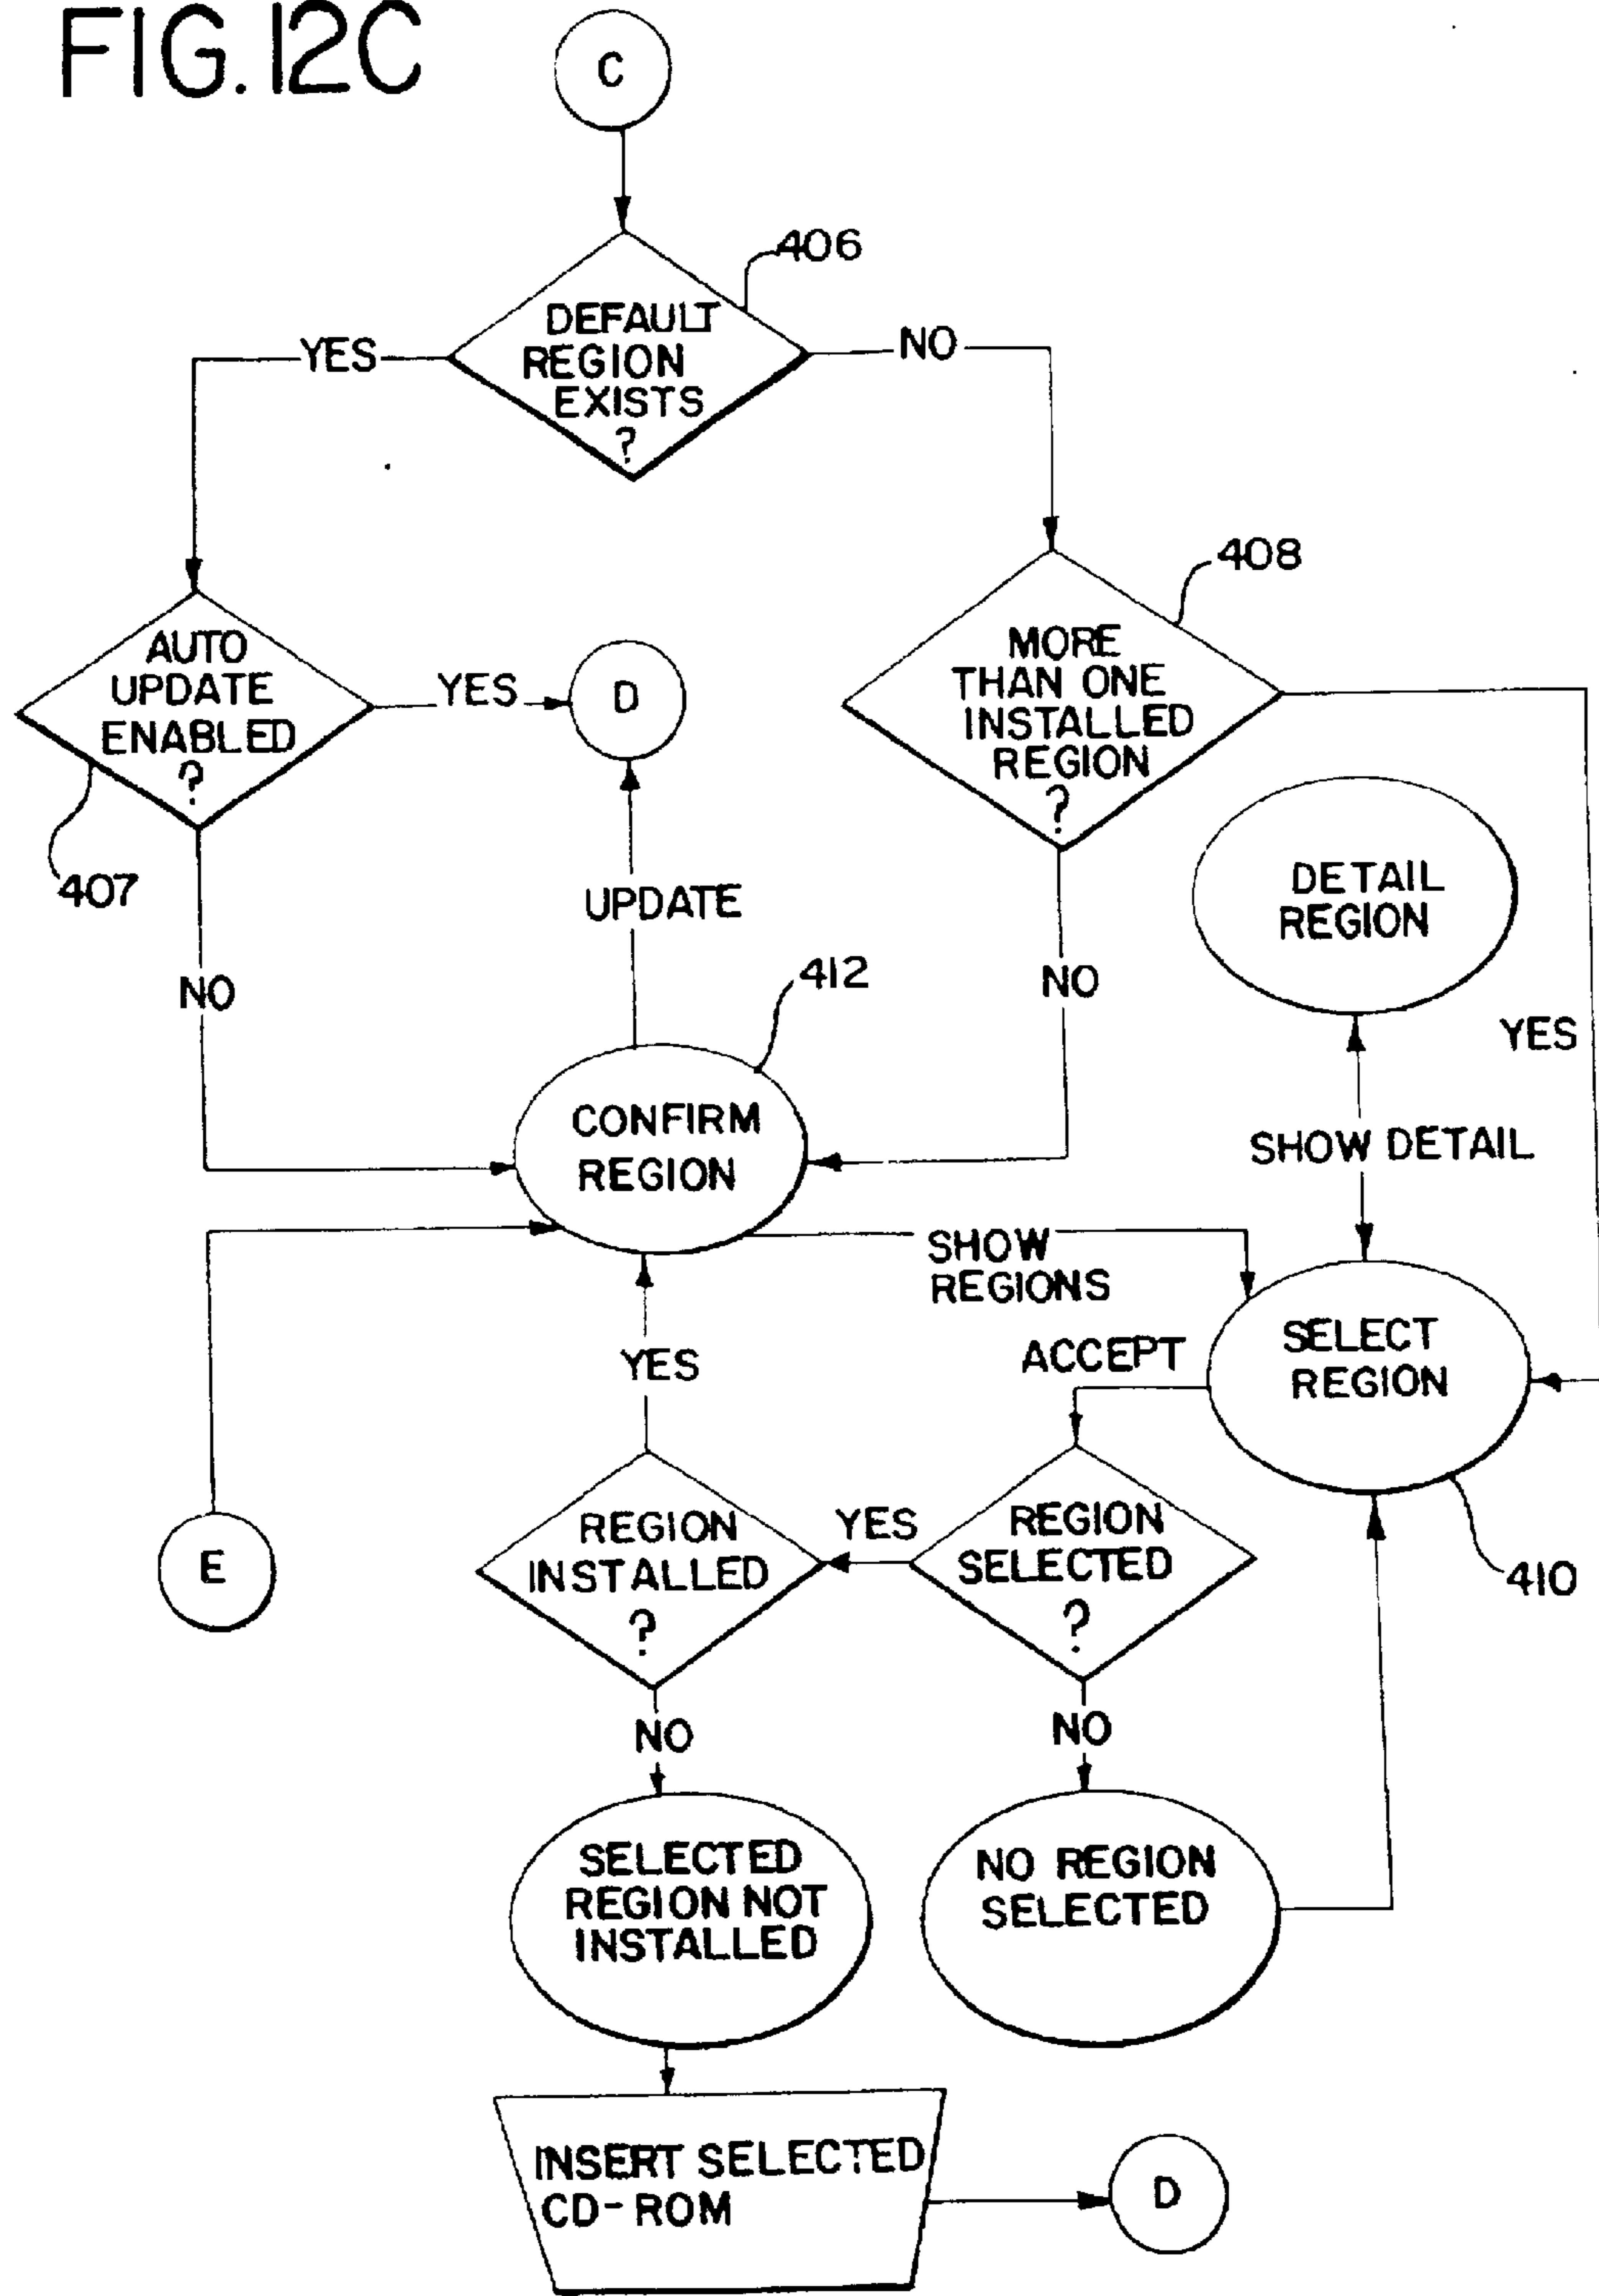 FIG. 12C
C
406
DEFAULT
REGION
EXISTS
?
YES
NO
408
AUTO
UPDATE
ENABLED
?
YES
D
MORE
THAN ONE
INSTALLED
REGION
?
407
UPDATE
DETAIL
REGION
NO
412
NO
YES
CONFIRM
REGION
SHOW DETAIL
SHOW
REGIONS
SELECT
REGION
ACCEPT
YES
E
REGION
INSTALLED
?
YES
REGION
SELECTED
?
410
NO
NO
SELECTED
REGION NOT
INSTALLED
NO REGION
SELECTED
INSERT SELECTED
CD-ROM
D